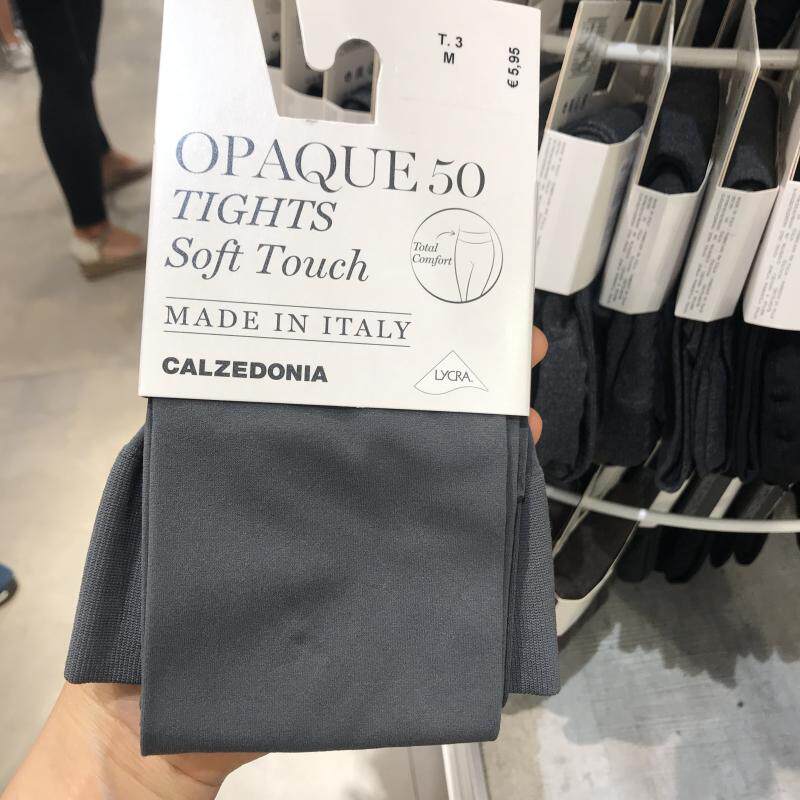 T. 3
M
€ 5,95
OPAQUE 50
TIGHTS
Soft Touch
Total
Comfort
MADE IN ITALY
CALZEDONIA
LYCRA